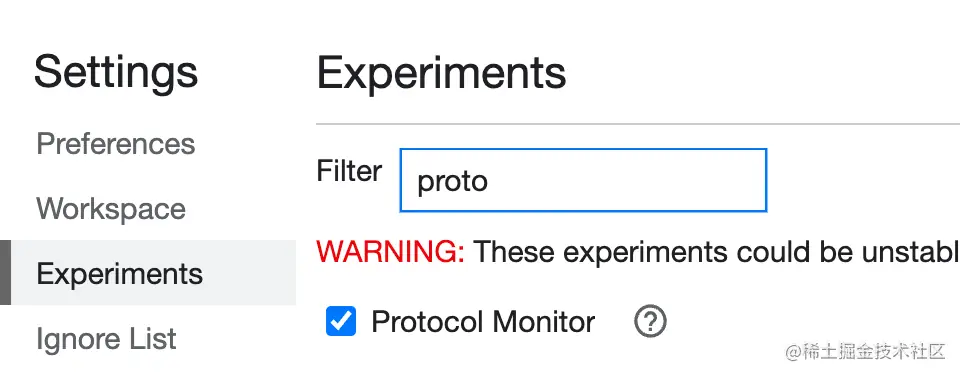 Settings
Preferences
Workspace
Experiments
Ignore List
Experiments
Filter proto
WARNING: These experiments could be unstabl
Protocol Monitor ?
@稀土掘金技术社区